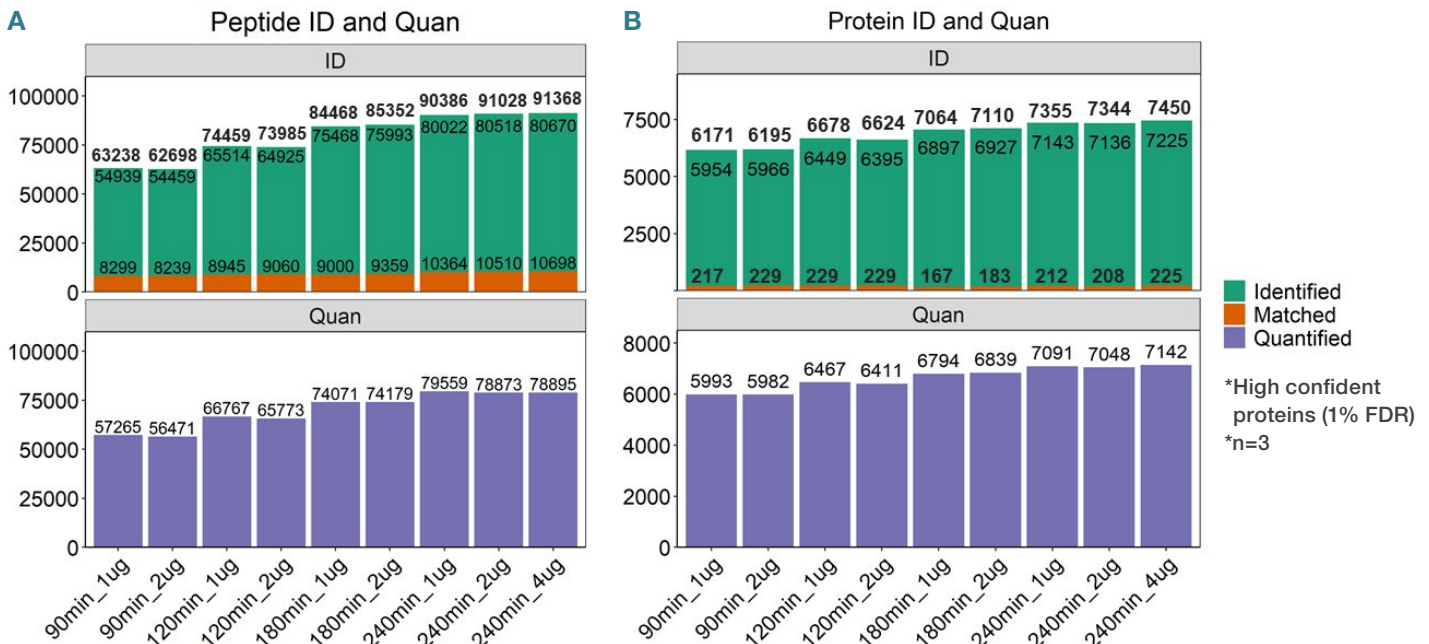 A
Peptide ID and Quan
ID
100000
75000
50000
25000
0
63238 62698 74459 73985 84468 85352 90386 91028 91368
54939 54459 65514 64925 75468 75993 80022 80518 80670
8299 8239 8945 9060 9000 9359 10364 10510 10698
Quan
100000
75000
50000
25000
0
57265 56471 66767 65773 74071 74179 79559 78873 78895
90min_1ug
90min_2ug
120min_1ug
120min_2ug
180min_1ug
180min_2ug
240min_1ug
240min_2ug
240min_4ug
B
Protein ID and Quan
ID
7500
5000
2500
6171 6195 6678 6624 7064 7110 7355 7344 7450
5954 5966 6449 6395 6897 6927 7143 7136 7225
217 229 229 229 167 183 212 208 225
Quan
8000
6000
4000
2000
0
5993 5982 6467 6411 6794 6839 7091 7048 7142
90min_1ug
90min_2ug
120min_1ug
120min_2ug
180min_1ug
180min_2ug
240min_1ug
240min_2ug
240min_4ug
Identified
Matched
Quantified
*High confident
proteins (1% FDR)
*n=3